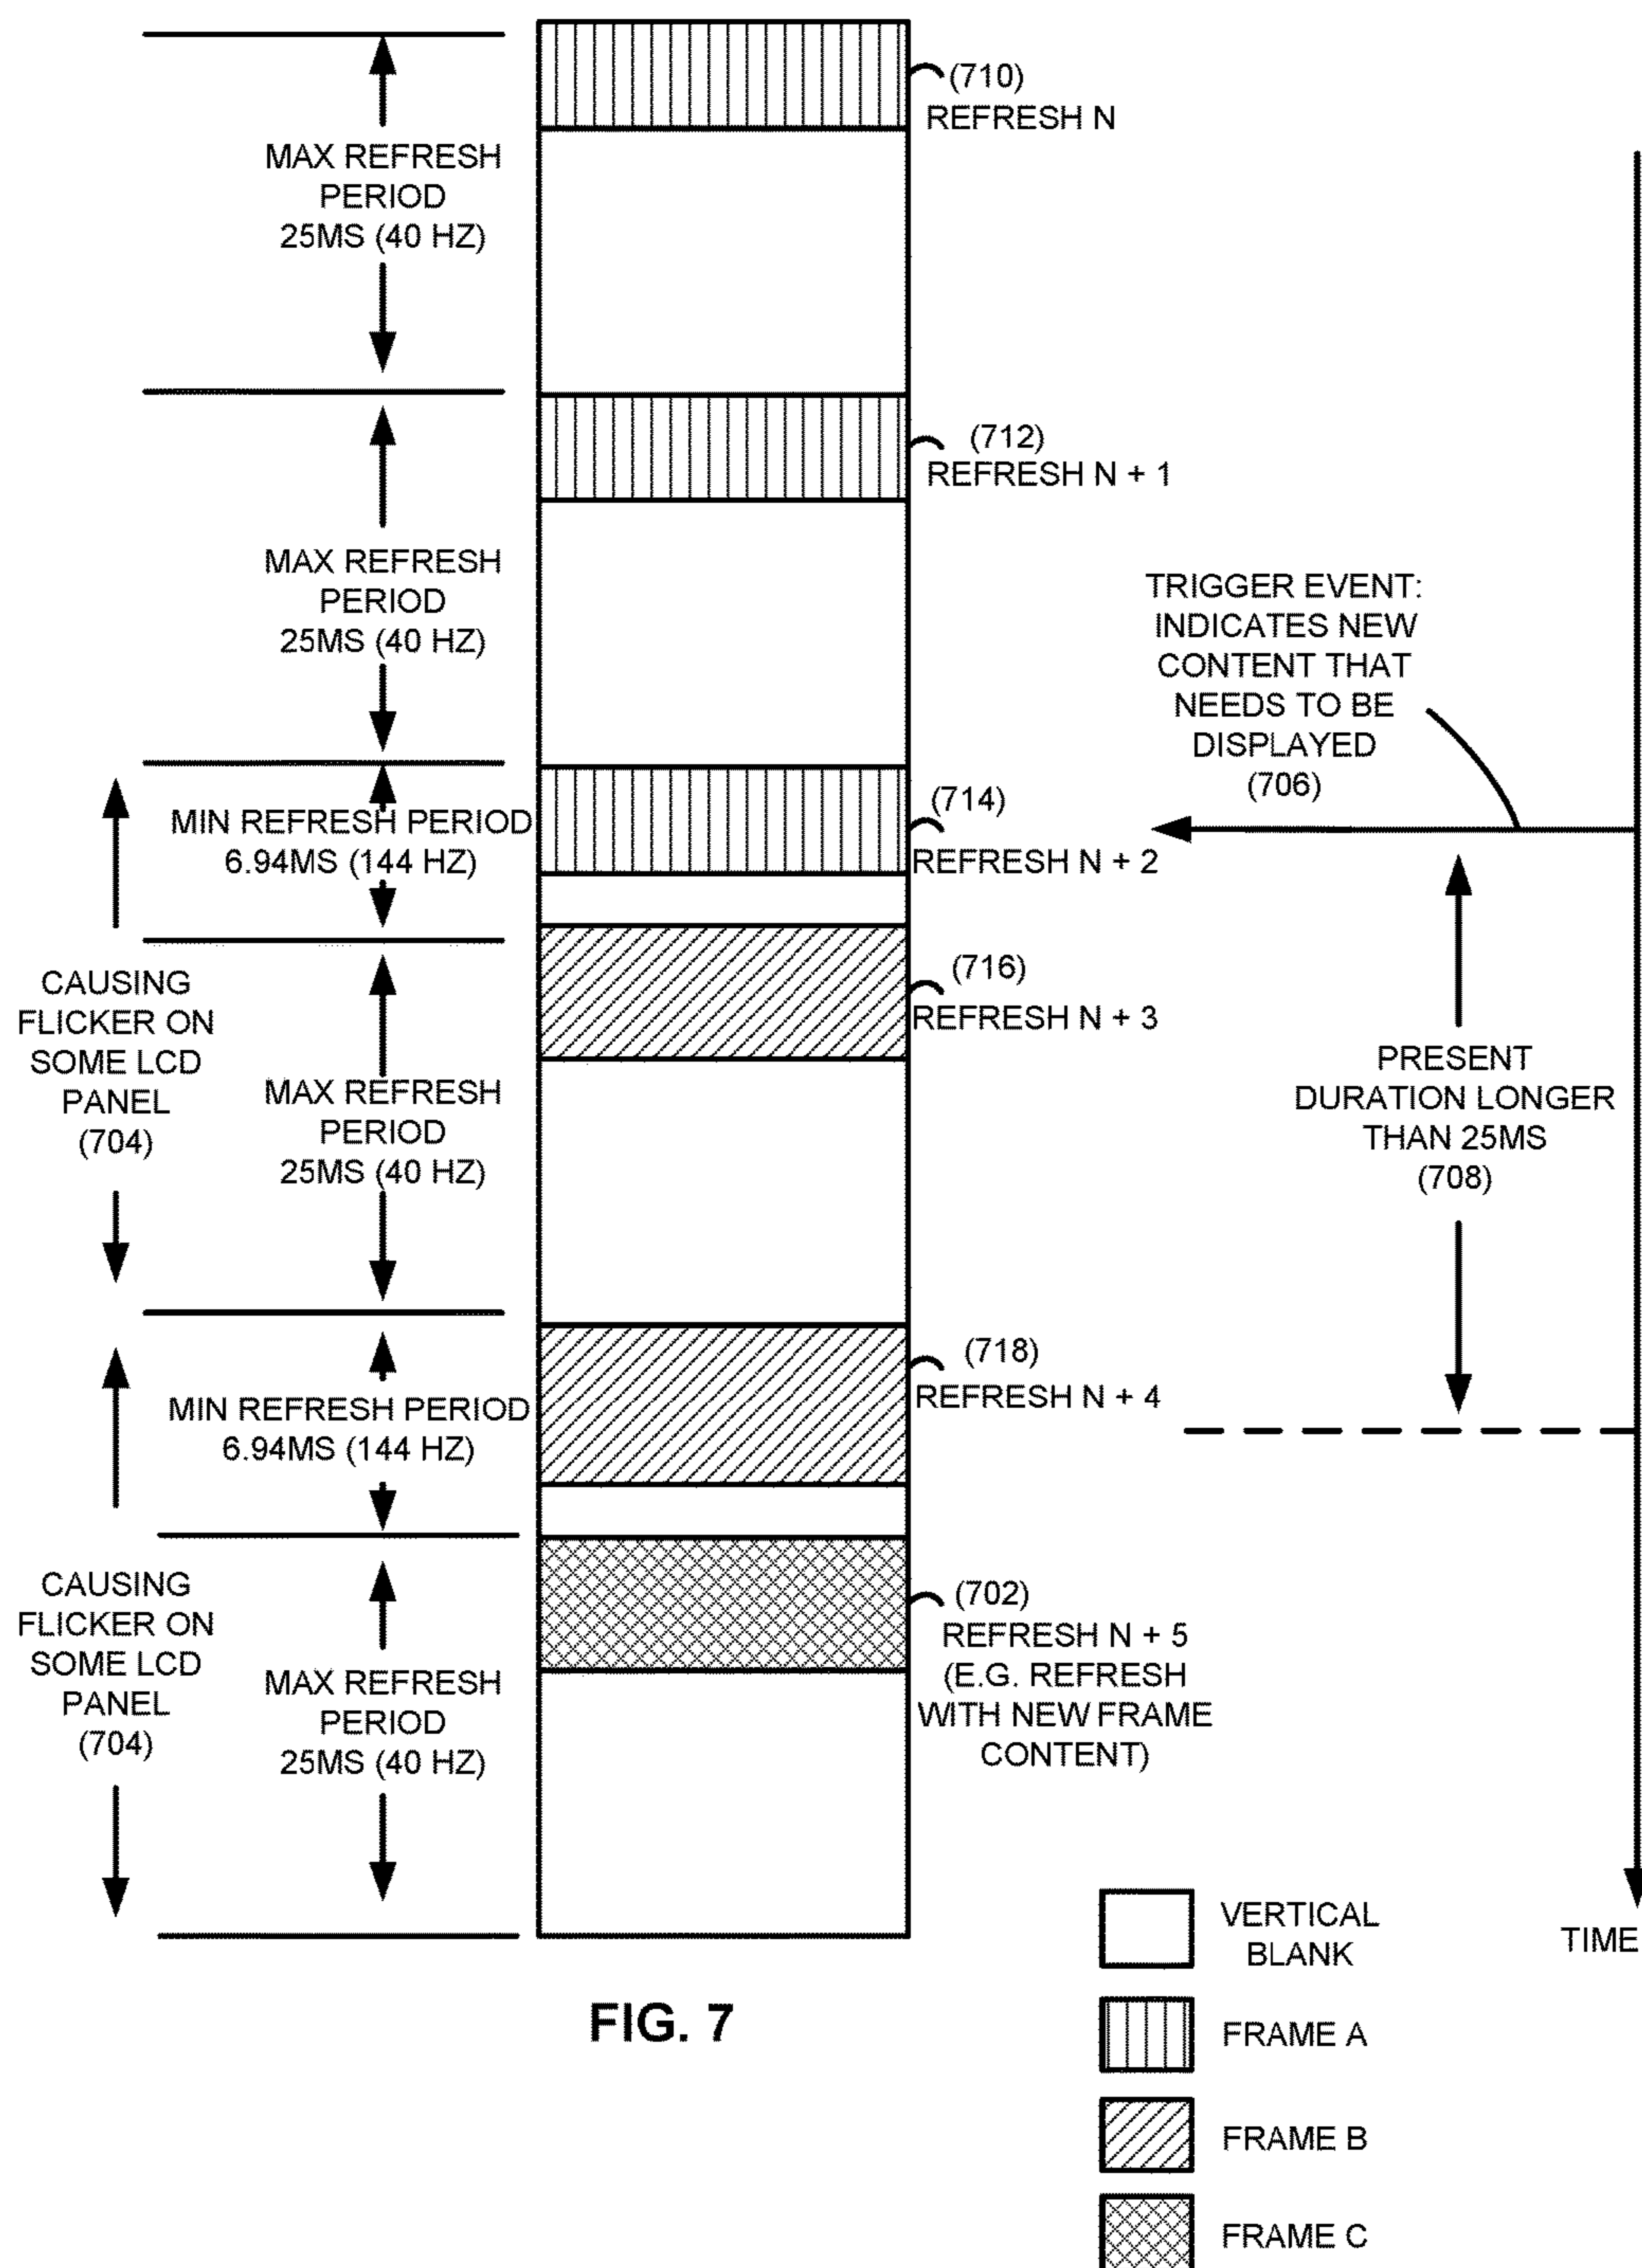 (710)
REFRESH N
MAX REFRESH
PERIOD
25MS (40 HZ)
(712)
REFRESH N + 1
MAX REFRESH
PERIOD
25MS (40 HZ)
TRIGGER EVENT:
INDICATES NEW
CONTENT THAT
NEEDS TO BE
DISPLAYED
(706)
MIN REFRESH PERIOD
6.94MS (144 HZ)
(714)
REFRESH N + 2
CAUSING
FLICKER ON
SOME LCD
PANEL
(704)
(716)
REFRESH N + 3
MAX REFRESH
PERIOD
25MS (40 HZ)
PRESENT
DURATION LONGER
THAN 25MS
(708)
(718)
REFRESH N + 4
MIN REFRESH PERIOD
6.94MS (144 HZ)
CAUSING
FLICKER ON
SOME LCD
PANEL
(704)
(702)
REFRESH N + 5
(E.G. REFRESH
WITH NEW FRAME
CONTENT)
MAX REFRESH
PERIOD
25MS (40 HZ)
VERTICAL
BLANK
TIME
FIG. 7
FRAME A
FRAME B
FRAME C